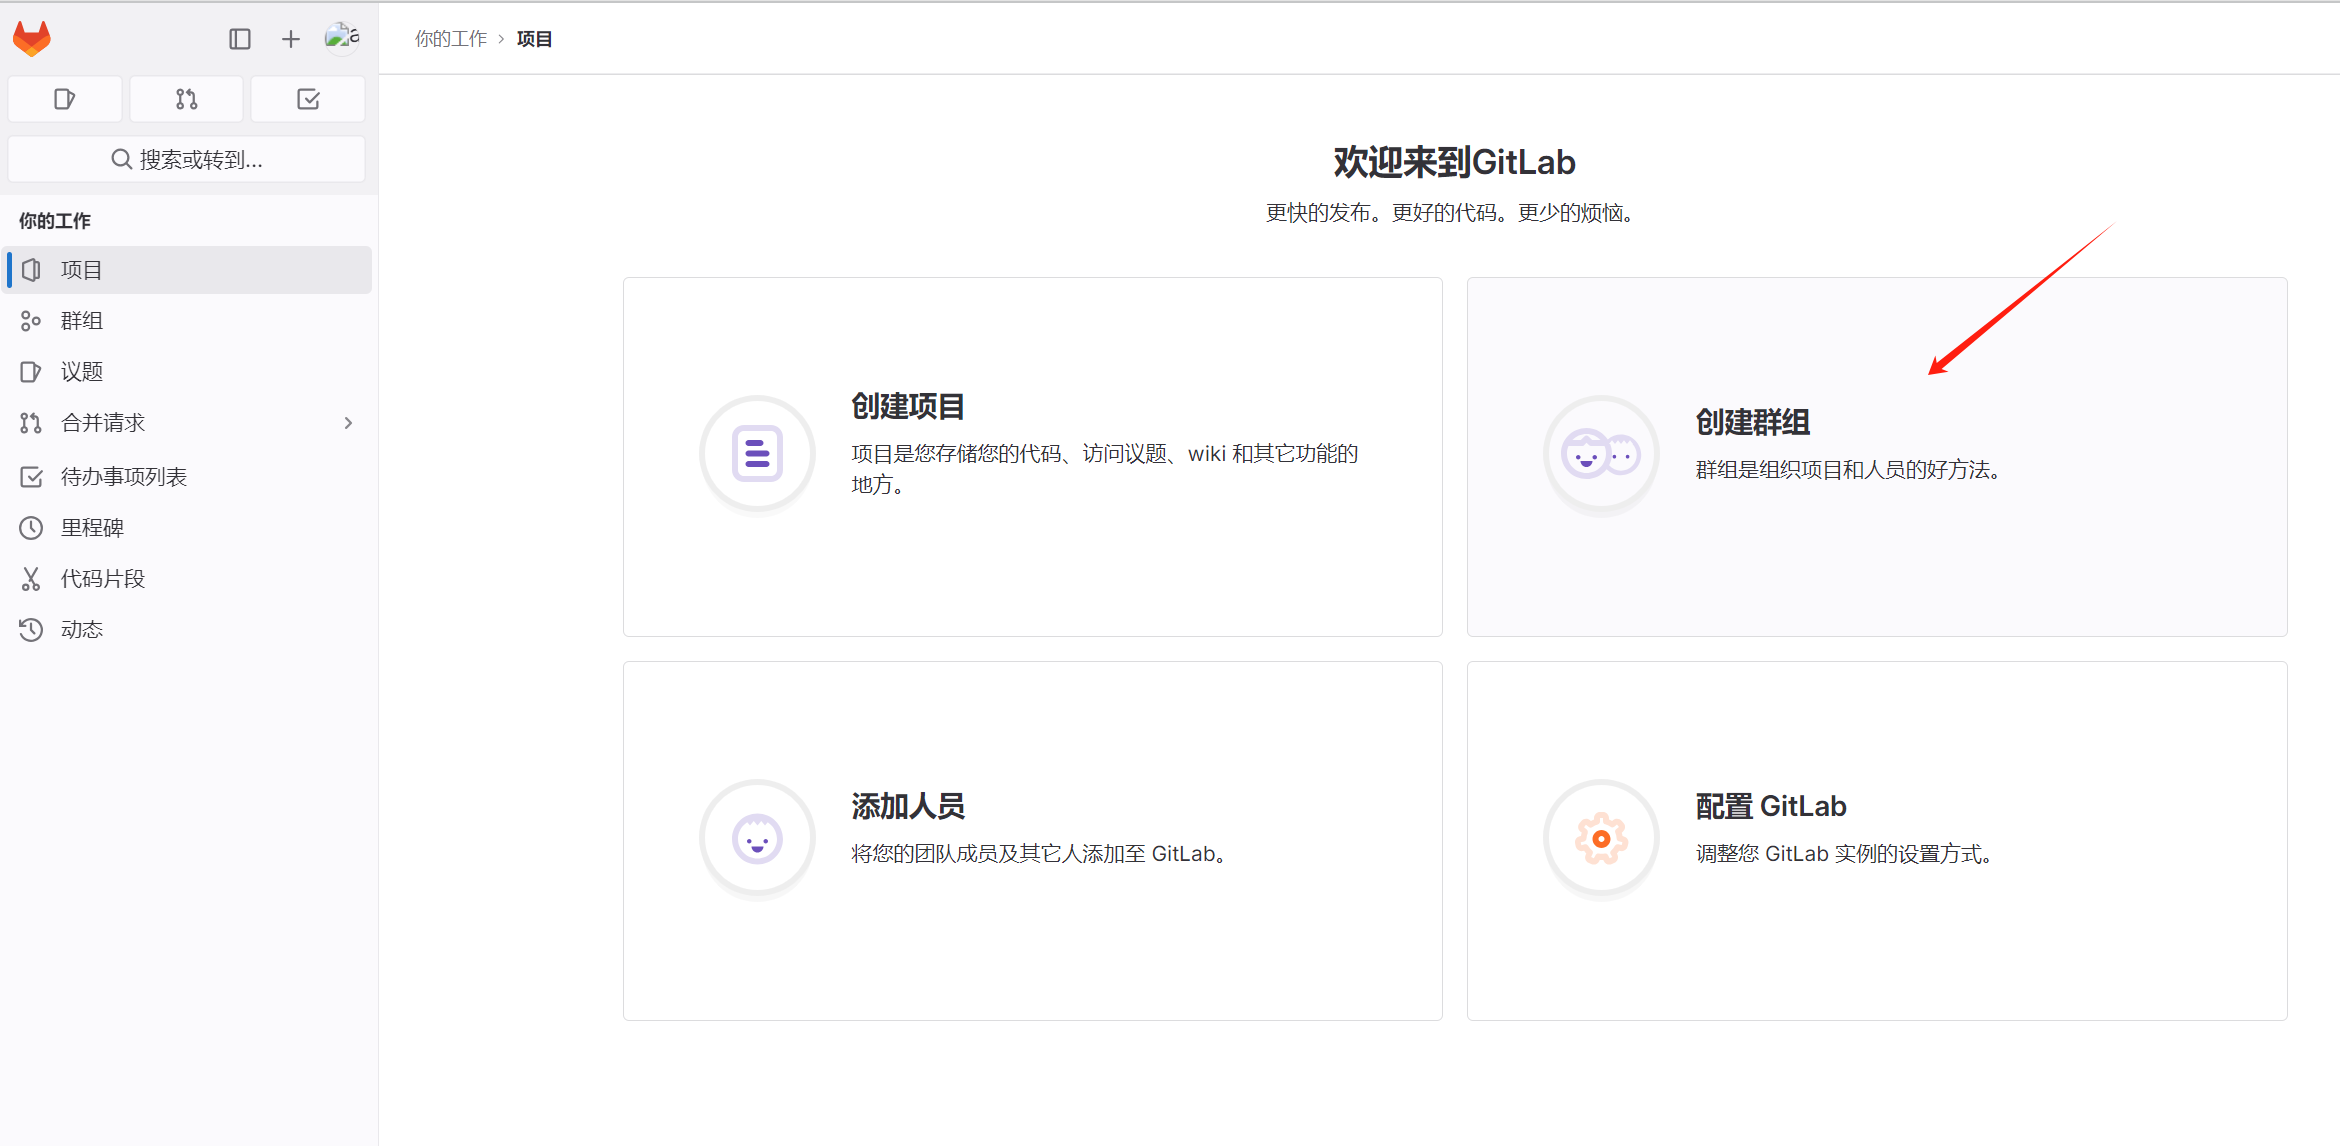 你的工作 › 项目
搜索或转到...
你的工作
项目
群组
议题
合并请求
待办事项列表
里程碑
代码片段
动态
欢迎来到GitLab
更快的发布。更好的代码。更少的烦恼。
创建项目
项目是您存储您的代码、访问议题、wiki 和其它功能的
地方。
创建群组
群组是组织项目和人员的好方法。
添加人员
将您的团队成员及其它人添加至 GitLab。
配置 GitLab
调整您 GitLab 实例的设置方式。